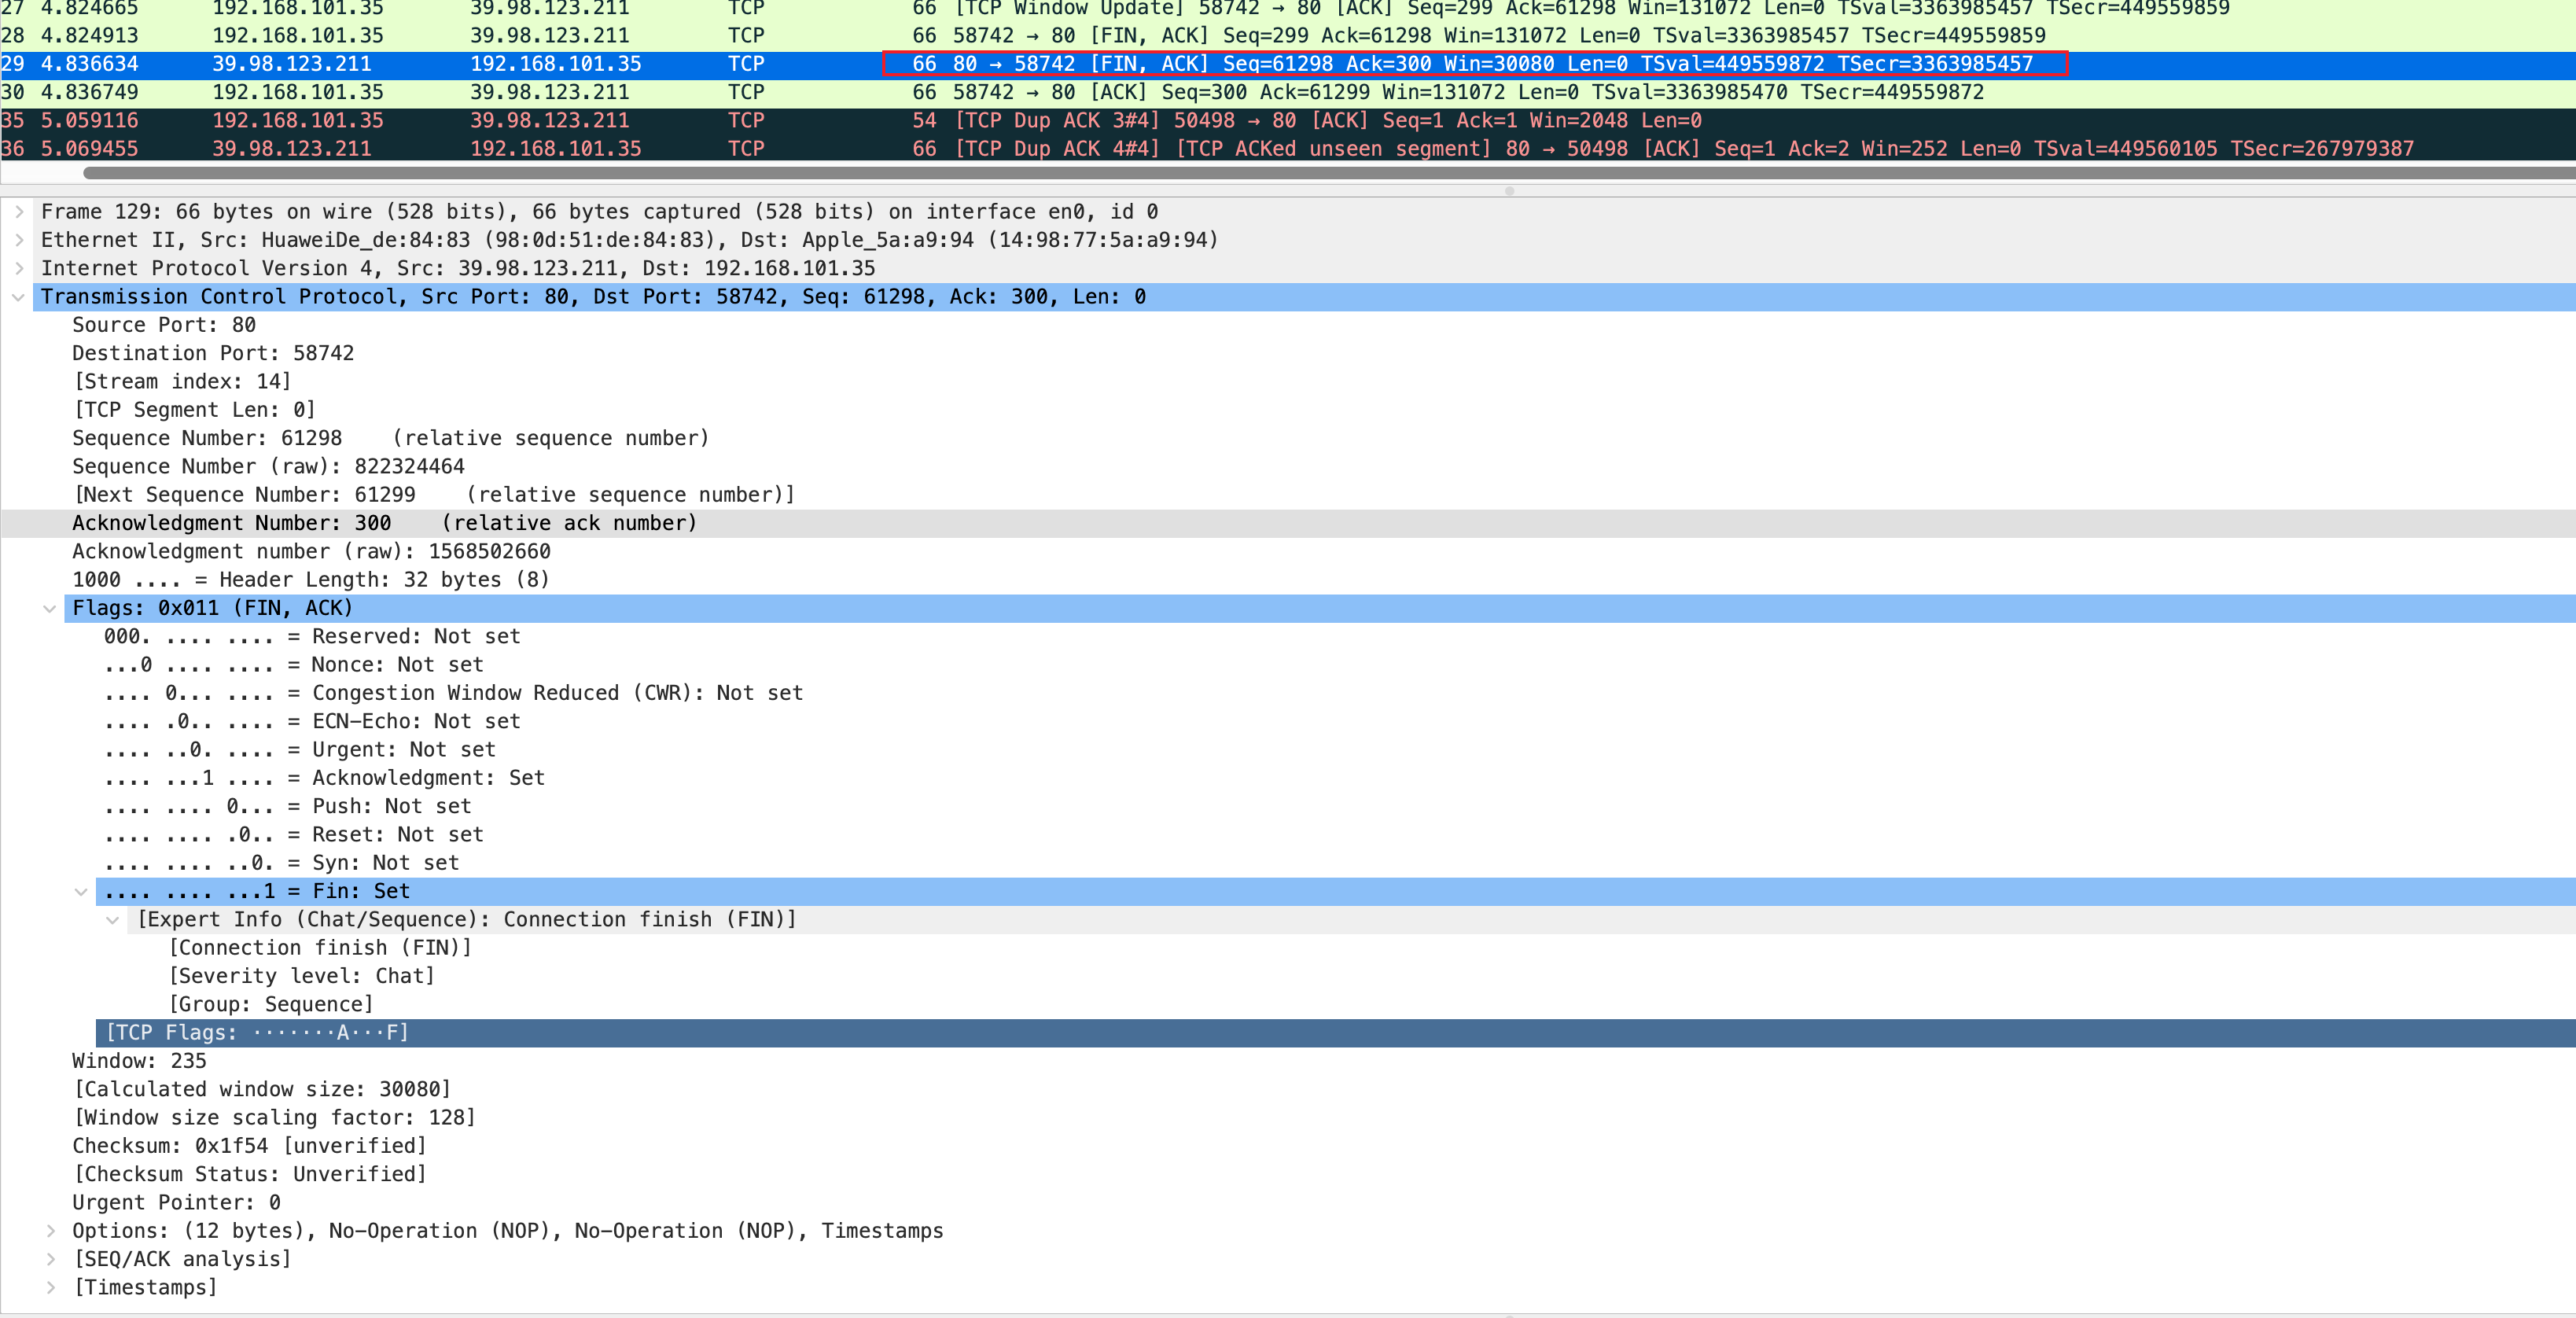 27 4.824665 192.168.101.35 39.98.123.211 TCP 66 [TCP Window Update] 58742 → 80 [ACK] Seq=299 Ack=61298 Win=131072 Len=0 TSval=3363985457 TSecr=449559859
28 4.824913 192.168.101.35 39.98.123.211 TCP 66 58742 → 80 [FIN, ACK] Seq=299 Ack=61298 Win=131072 Len=0 TSval=3363985457 TSecr=449559859
29 4.836634 39.98.123.211 192.168.101.35 TCP 66 80 → 58742 [FIN, ACK] Seq=61298 Ack=300 Win=30080 Len=0 TSval=449559872 TSecr=3363985457
30 4.836749 192.168.101.35 39.98.123.211 TCP 66 58742 → 80 [ACK] Seq=300 Ack=61299 Win=131072 Len=0 TSval=3363985470 TSecr=449559872
35 5.059116 192.168.101.35 39.98.123.211 TCP 54 [TCP Dup ACK 3#4] 50498 → 80 [ACK] Seq=1 Ack=1 Win=2048 Len=0
36 5.069455 39.98.123.211 192.168.101.35 TCP 66 [TCP Dup ACK 4#4] [TCP ACKed unseen segment] 80 → 50498 [ACK] Seq=1 Ack=2 Win=252 Len=0 TSval=449560105 TSecr=267979387
Frame 129: 66 bytes on wire (528 bits), 66 bytes captured (528 bits) on interface en0, id 0
Ethernet II, Src: HuaweiDe_de:84:83 (98:0d:51:de:84:83), Dst: Apple_5a:a9:94 (14:98:77:5a:a9:94)
Internet Protocol Version 4, Src: 39.98.123.211, Dst: 192.168.101.35
Transmission Control Protocol, Src Port: 80, Dst Port: 58742, Seq: 61298, Ack: 300, Len: 0
Source Port: 80
Destination Port: 58742
[Stream index: 14]
[TCP Segment Len: 0]
Sequence Number: 61298 (relative sequence number)
Sequence Number (raw): 822324464
[Next Sequence Number: 61299 (relative sequence number)]
Acknowledgment Number: 300 (relative ack number)
Acknowledgment number (raw): 1568502660
1000 .... = Header Length: 32 bytes (8)
Flags: 0x011 (FIN, ACK)
000. .... .... = Reserved: Not set
...0 .... .... = Nonce: Not set
.... 0... .... = Congestion Window Reduced (CWR): Not set
.... .0.. .... = ECN-Echo: Not set
.... ..0. .... = Urgent: Not set
.... ...1 .... = Acknowledgment: Set
.... .... 0... = Push: Not set
.... .... .0.. = Reset: Not set
.... .... ..0. = Syn: Not set
.... .... ...1 = Fin: Set
[Expert Info (Chat/Sequence): Connection finish (FIN)]
[Connection finish (FIN)]
[Severity level: Chat]
[Group: Sequence]
[TCP Flags: ·······A···F]
Window: 235
[Calculated window size: 30080]
[Window size scaling factor: 128]
Checksum: 0x1f54 [unverified]
[Checksum Status: Unverified]
Urgent Pointer: 0
Options: (12 bytes), No-Operation (NOP), No-Operation (NOP), Timestamps
[SEQ/ACK analysis]
[Timestamps]